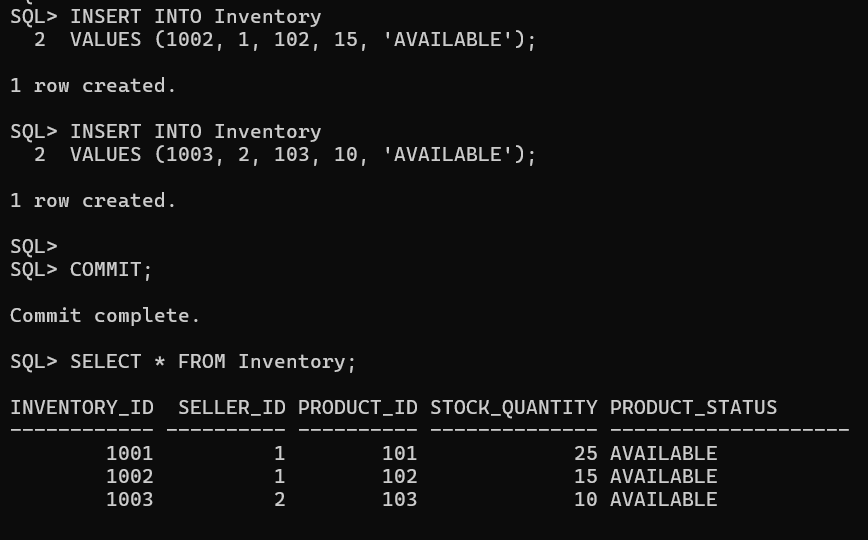 SQL> INSERT INTO Inventory
  2  VALUES (1002, 1, 102, 15, 'AVAILABLE');

1 row created.

SQL> INSERT INTO Inventory
  2  VALUES (1003, 2, 103, 10, 'AVAILABLE');

1 row created.

SQL>
SQL> COMMIT;

Commit complete.

SQL> SELECT * FROM Inventory;

INVENTORY_ID  SELLER_ID PRODUCT_ID STOCK_QUANTITY PRODUCT_STATUS
------------ ---------- ---------- -------------- --------------------
        1001          1        101             25 AVAILABLE
        1002          1        102             15 AVAILABLE
        1003          2        103             10 AVAILABLE